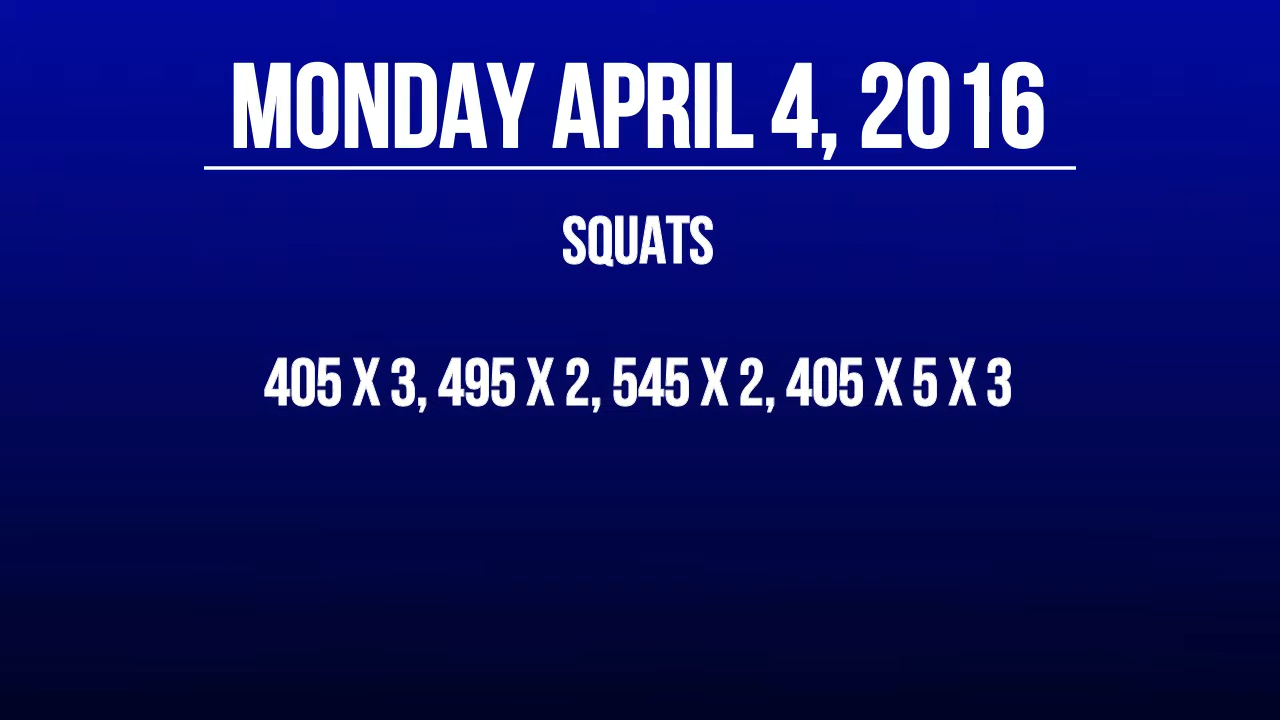 MONDAY APRIL 4, 2016
SQUATS
405 X 3, 495 X 2, 545 X 2, 405 X 5 X 3